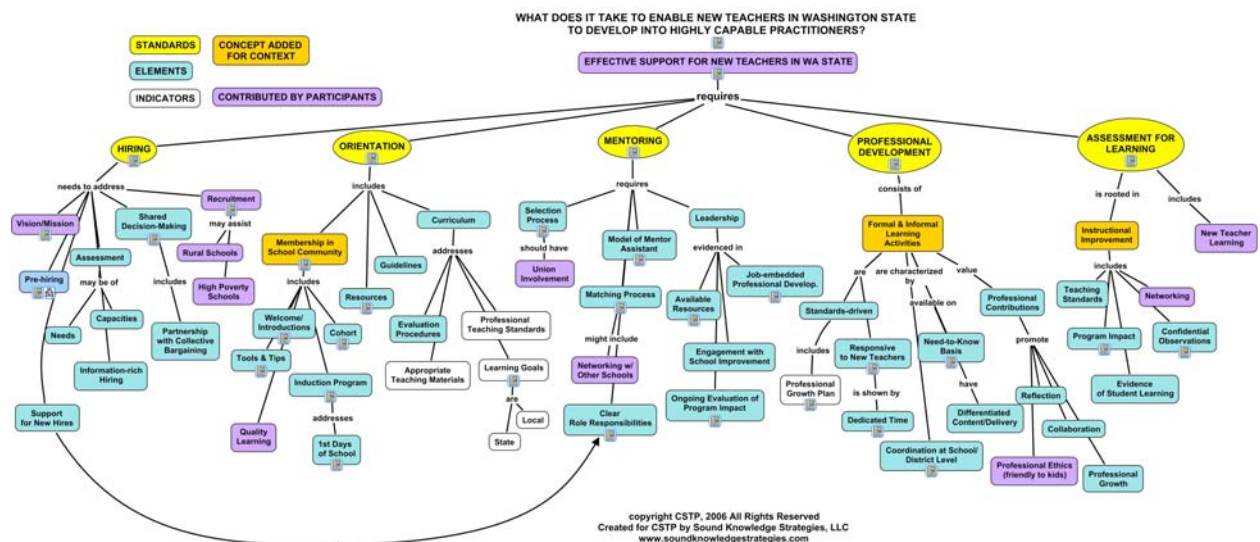 WHAT DOES IT TAKE TO ENABLE NEW TEACHERS IN WASHINGTON STATE
TO DEVELOP INTO HIGHLY CAPABLE PRACTITIONERS?
STANDARDS
CONCEPT ADDED
FOR CONTEXT
ELEMENTS
INDICATORS
CONTRIBUTED BY PARTICIPANTS
EFFECTIVE SUPPORT FOR NEW TEACHERS IN WA STATE
requires
HIRING
needs to address
Vision/Mission
Pre-hiring
Support
for New Hires
Assessment
may be of
Needs
Capacities
Information-rich
Hiring
Shared
Decision-Making
includes
Partnership
with Collective
Bargaining
Recruitment
may assist
Rural Schools
High Poverty
Schools
ORIENTATION
includes
Membership in
School Community
includes
Welcome/
Introductions
Tools & Tips
Quality
Learning
Cohort
Induction Program
addresses
1st Days
of School
Resources
Guidelines
Curriculum
addresses
Evaluation
Procedures
Appropriate
Teaching Materials
Professional
Teaching Standards
Learning Goals
are
State
Local
MENTORING
requires
Selection
Process
should have
Union
Involvement
Model of Mentor
Assistant
Matching Process
might include
Networking w/
Other Schools
Clear
Role Responsibilities
Leadership
evidenced in
Available
Resources
Job-embedded
Professional Develop.
Engagement with
School Improvement
Ongoing Evaluation of
Program Impact
PROFESSIONAL
DEVELOPMENT
consists of
Formal & Informal
Learning
Activities
are
Standards-driven
includes
Professional
Growth Plan
Responsive
to New Teachers
is shown by
Dedicated Time
are characterized
by
Coordination at School/
District Level
available on
Need-to-Know
Basis
have
Differentiated
Content/Delivery
value
Professional
Contributions
promote
Reflection
Professional Ethics
(friendly to kids)
Collaboration
Professional
Growth
ASSESSMENT FOR
LEARNING
is rooted in
Instructional
Improvement
includes
Teaching
Standards
Program Impact
Evidence
of Student Learning
Networking
Confidential
Observations
includes
New Teacher
Learning
copyright CSTP, 2006 All Rights Reserved
Created for CSTP by Sound Knowledge Strategies, LLC
www.soundknowledgestrategies.com